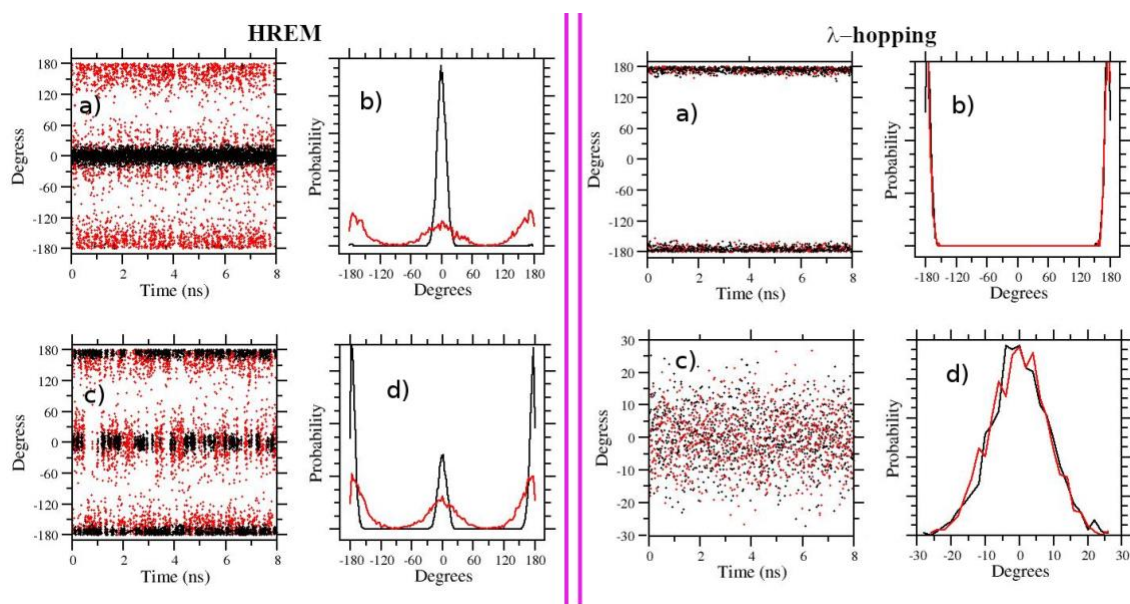 HREM
λ−hopping
a)
Degress
180
120
60
0
-60
-120
-180
0 2 4 6 8
Time (ns)
b)
Probability
-180 -120 -60 0 60 120 180
Degrees
a)
Degress
180
120
60
0
-60
-120
-180
0 2 4 6 8
Time (ns)
b)
Probability
-180 -120 -60 0 60 120 180
Degrees
c)
Degress
180
120
60
0
-60
-120
-180
0 2 4 6 8
Time (ns)
d)
Probability
-180 -120 -60 0 60 120 180
Degrees
c)
Degress
30
20
10
0
-10
-20
-30
0 2 4 6 8
Time (ns)
d)
Probability
-30 -20 -10 0 10 20 30
Degrees